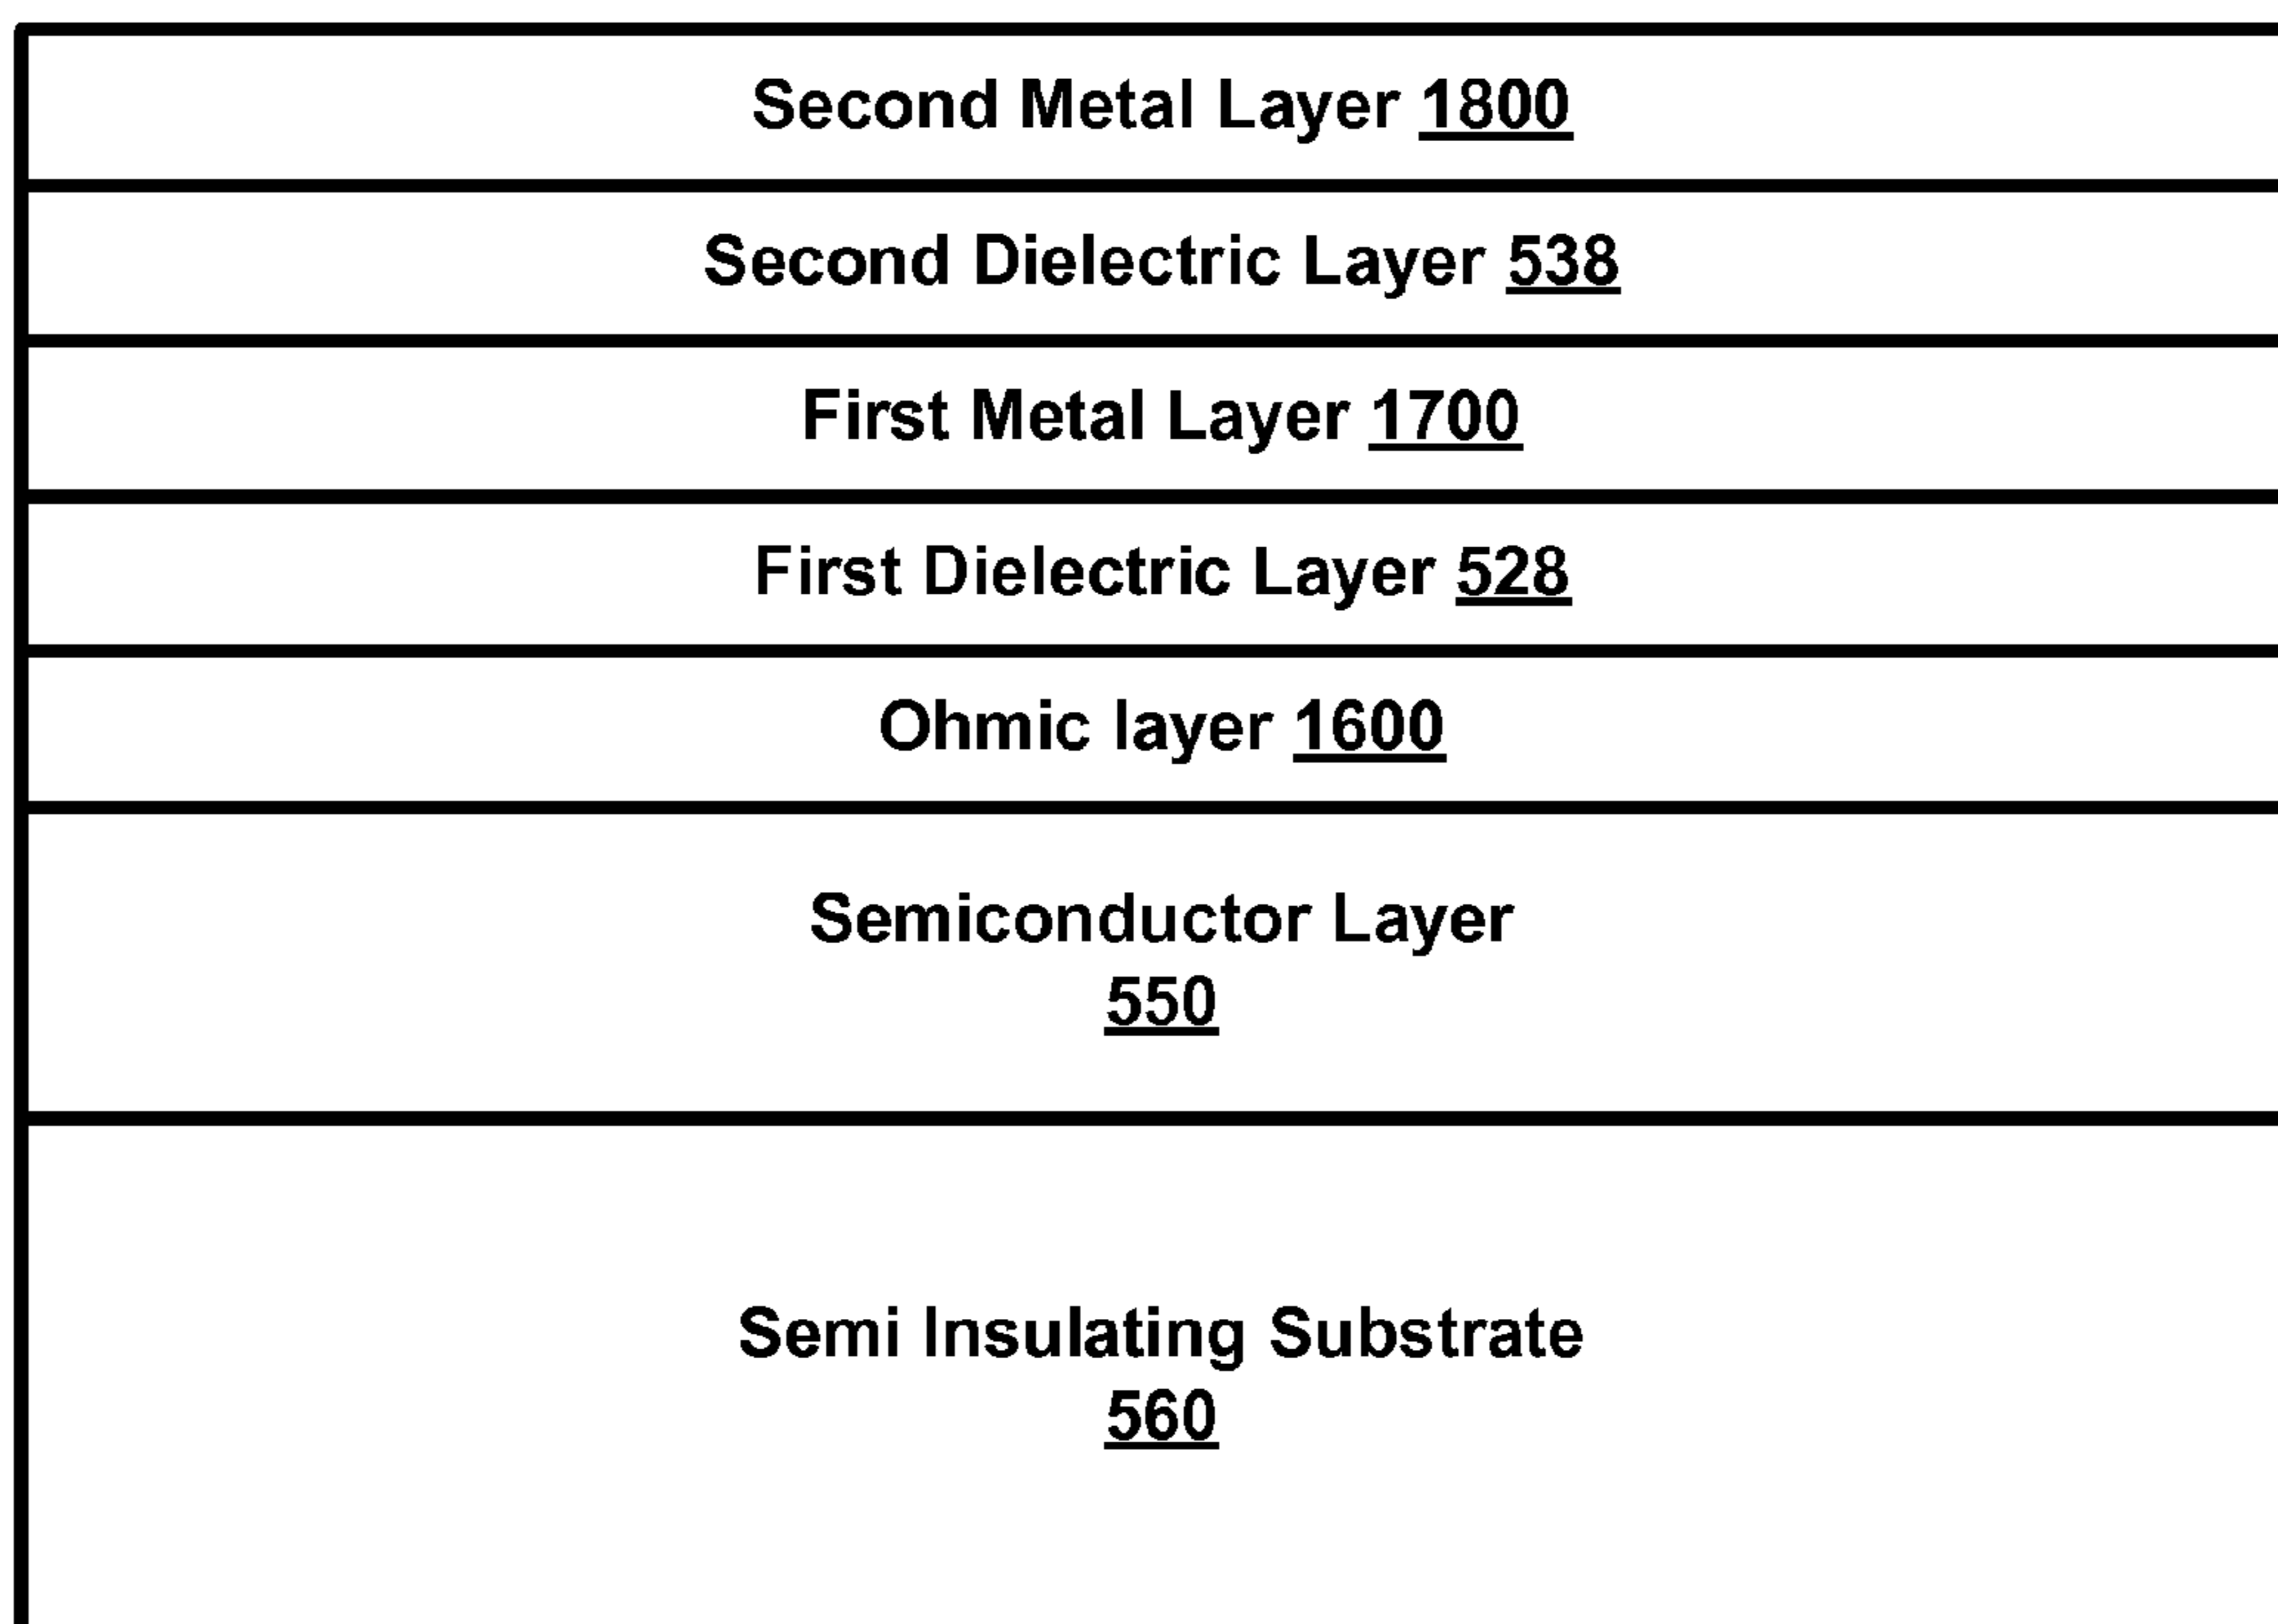 Second Metal Layer 1800
Second Dielectric Layer 538
First Metal Layer 1700
First Dielectric Layer 528
Ohmic layer 1600
Semiconductor Layer
550
Semi Insulating Substrate
560